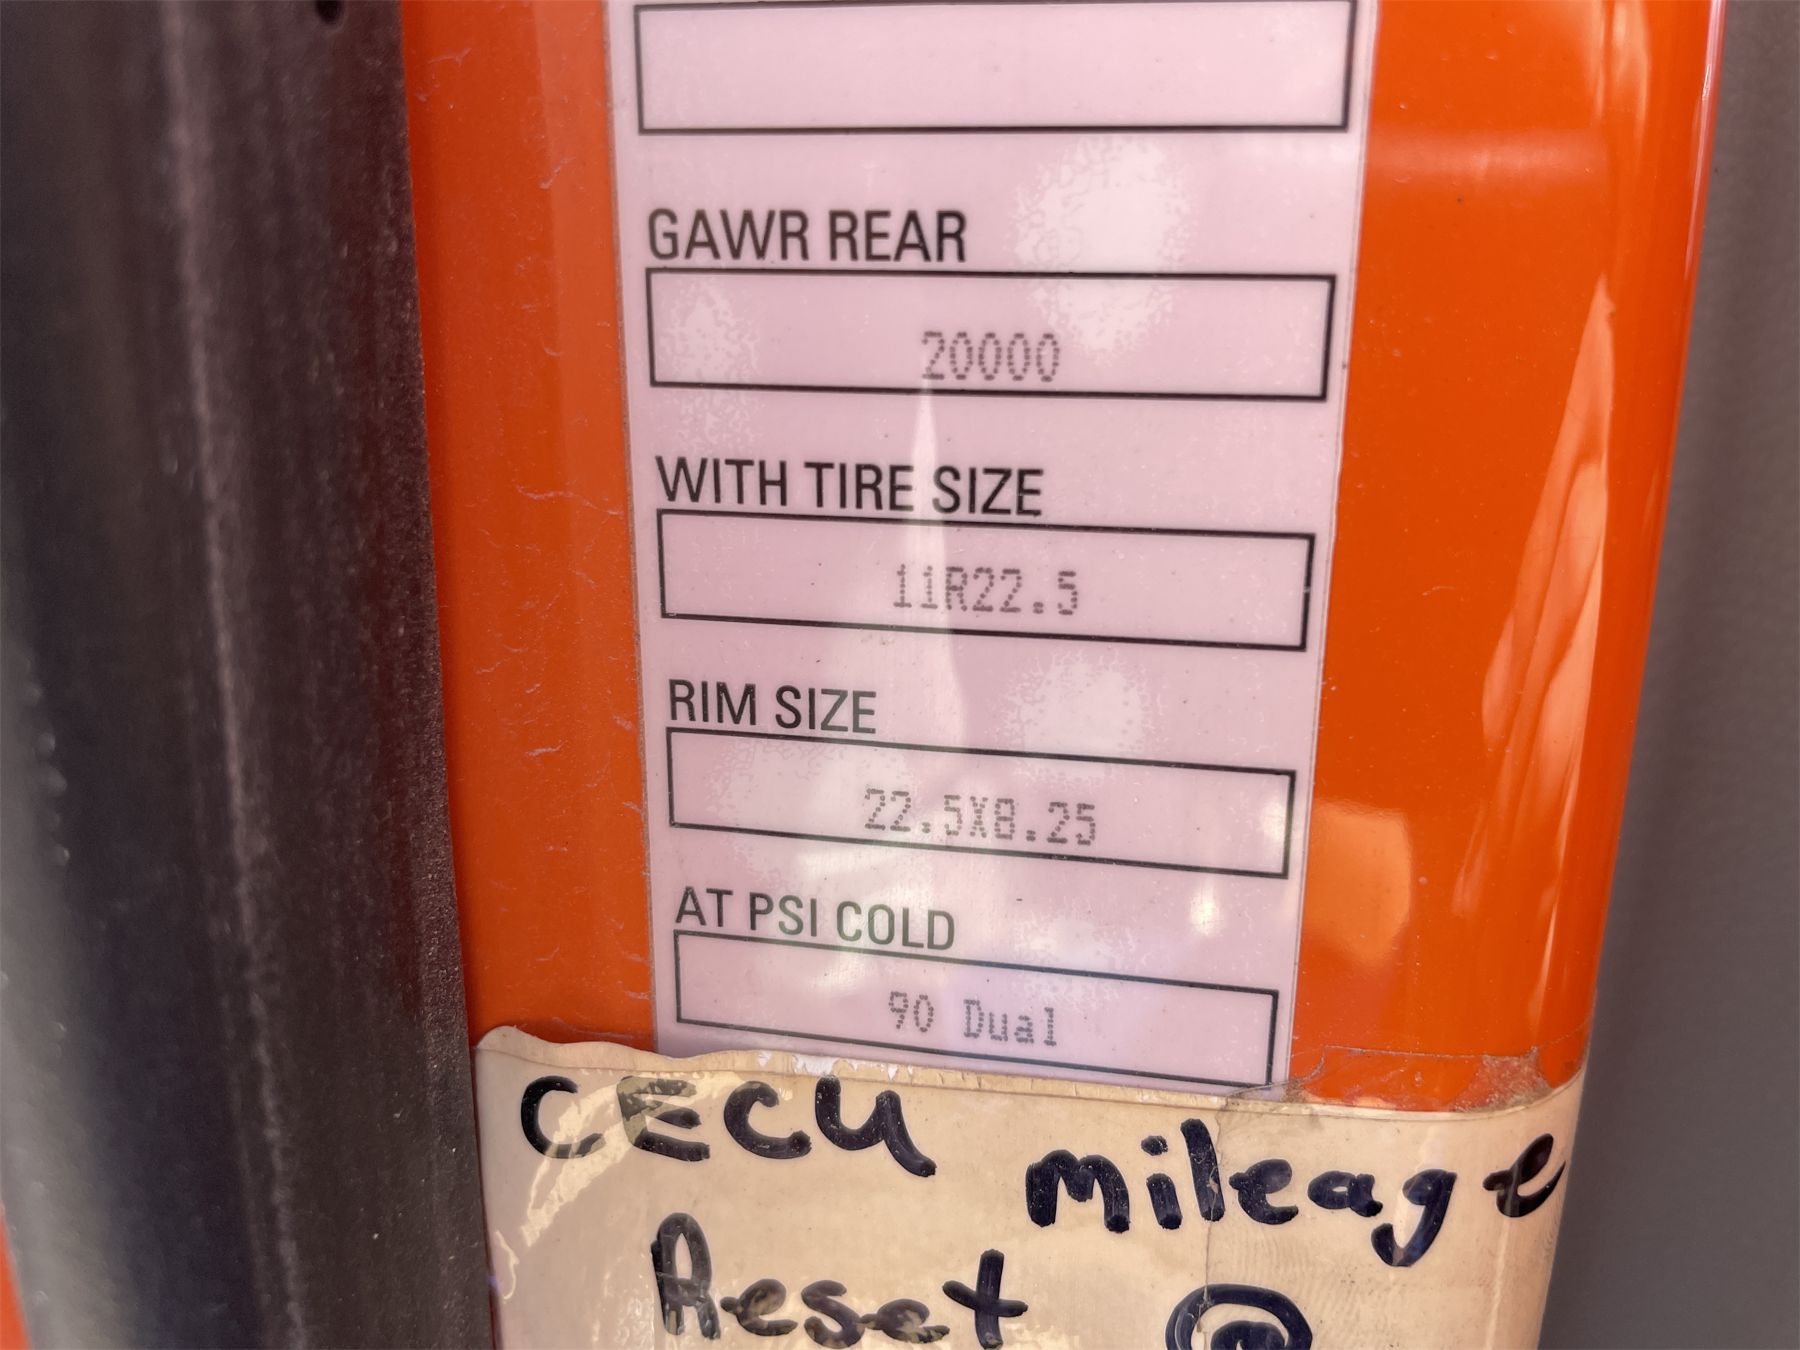 GAWR REAR
20000
WITH TIRE SIZE
11R22.5
RIM SIZE
22.5X8.25
AT PSI COLD
90 Dual
CECU mileage
Reset @